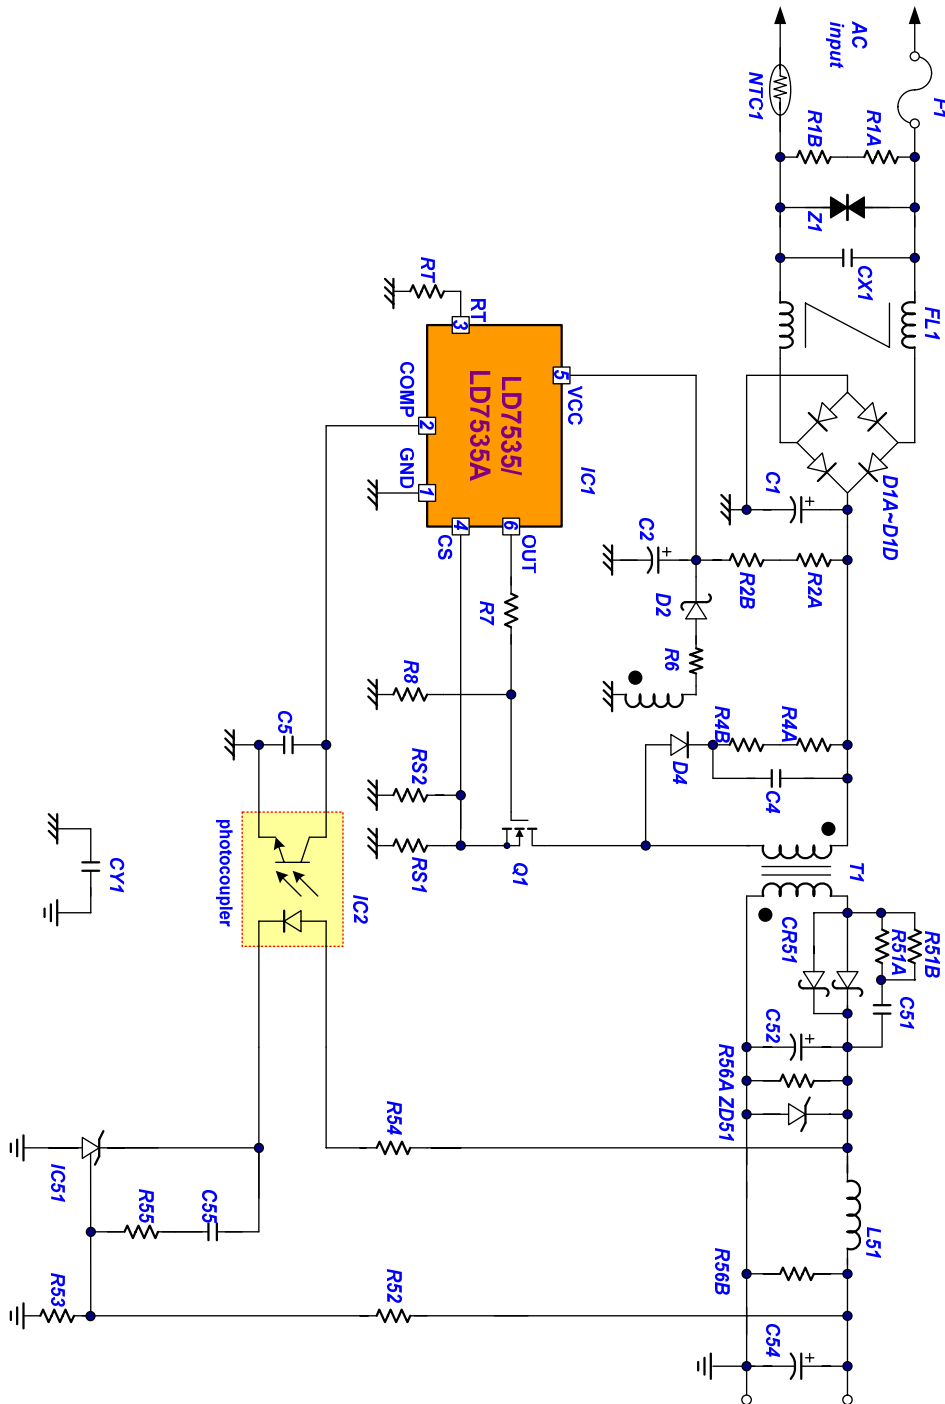 AC
input
F1
NTC1
R1B
R1A
Z1
CX1
FL1
RT
RT
3
LD7535/
LD7535A
COMP
2
GND
1
5
VCC
IC1
4
CS
6
OUT
D1A~D1D
C1
+
C2
+
R2B
R2A
D2
R6
R7
R8
R4B
R4A
D4
C4
C5
RS2
RS1
Q1
T1
photocoupler
IC2
CY1
CR51
R51A
R51B
C51
C52
+
R56A
ZD51
R54
IC51
R55
C55
L51
R56B
R53
R52
C54
+